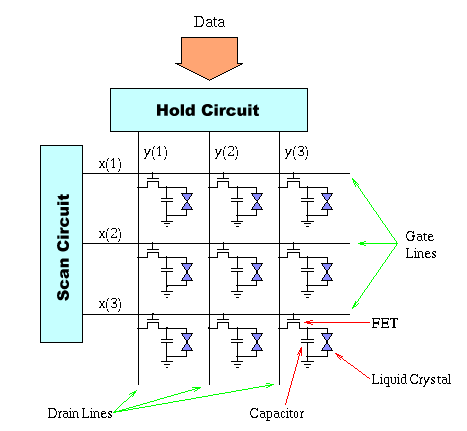 Data
Hold Circuit
y(1)
y(2)
y(3)
x(1)
x(2)
x(3)
Scan Circuit
Gate
Lines
FET
Liquid Crystal
Drain Lines
Capacitor